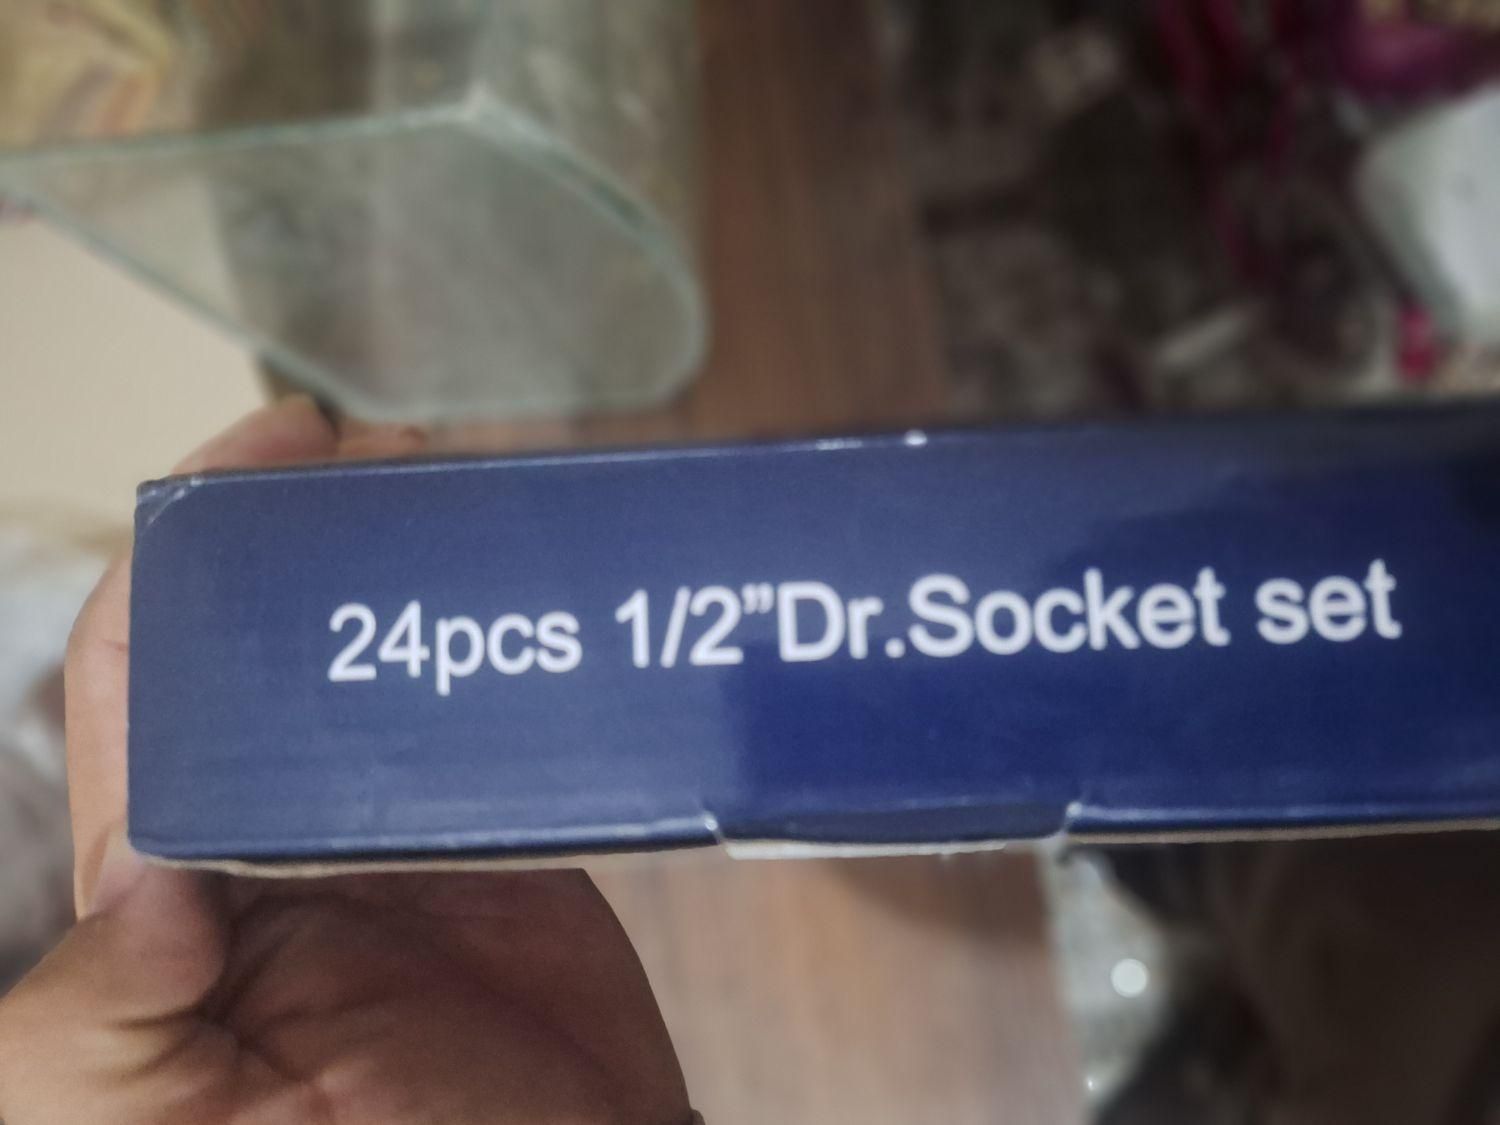 24pcs 1/2”Dr.Socket set